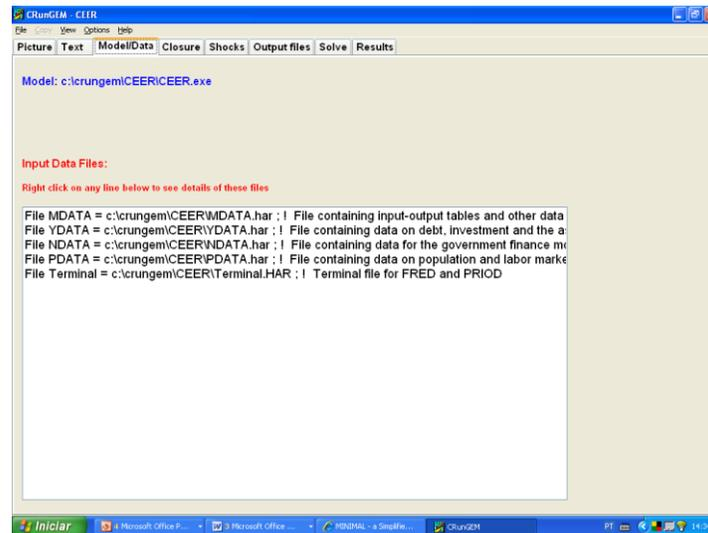 CRunGEM - CEER
File Copy View Options Help
Picture Text Model/Data Closure Shocks Output files Solve Results
Model: c:\crungem\CEER\CEER.exe
Input Data Files:
Right click on any line below to see details of these files
File MDATA = c:\crungem\CEER\MDATA.har ; ! File containing input-output tables and other data
File YDATA = c:\crungem\CEER\YDATA.har ; ! File containing data on debt, investment and the a
File NDATA = c:\crungem\CEER\NDATA.har ; ! File containing data for the government finance mo
File PDATA = c:\crungem\CEER\PDATA.har ; ! File containing data on population and labor marke
File Terminal = c:\crungem\CEER\Terminal.HAR ; ! Terminal file for FRED and PRIOD
Iniciar 4 Microsoft Office P... 3 Microsoft Office ... MINIMAL - a Simplifie... CRunGEM PT